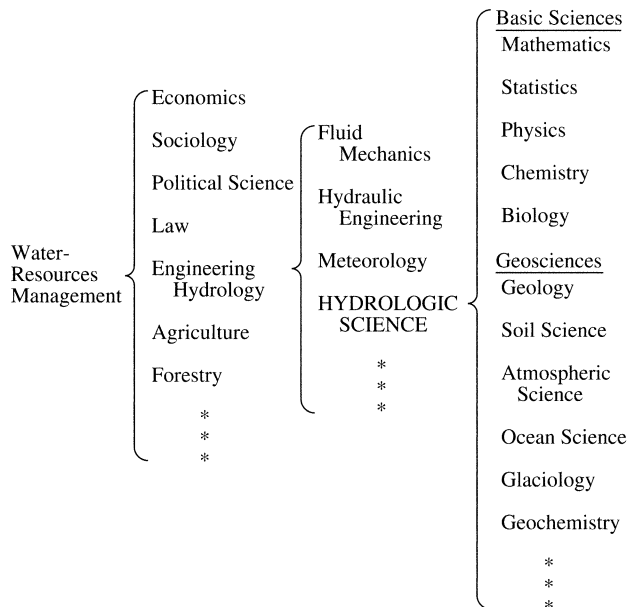 Water-
Resources
Management
Economics
Sociology
Political Science
Law
Engineering
Hydrology
Agriculture
Forestry
*
*
*
Fluid
Mechanics
Hydraulic
Engineering
Meteorology
HYDROLOGIC
SCIENCE
*
*
*
Basic Sciences
Mathematics
Statistics
Physics
Chemistry
Biology
Geosciences
Geology
Soil Science
Atmospheric
Science
Ocean Science
Glaciology
Geochemistry
*
*
*